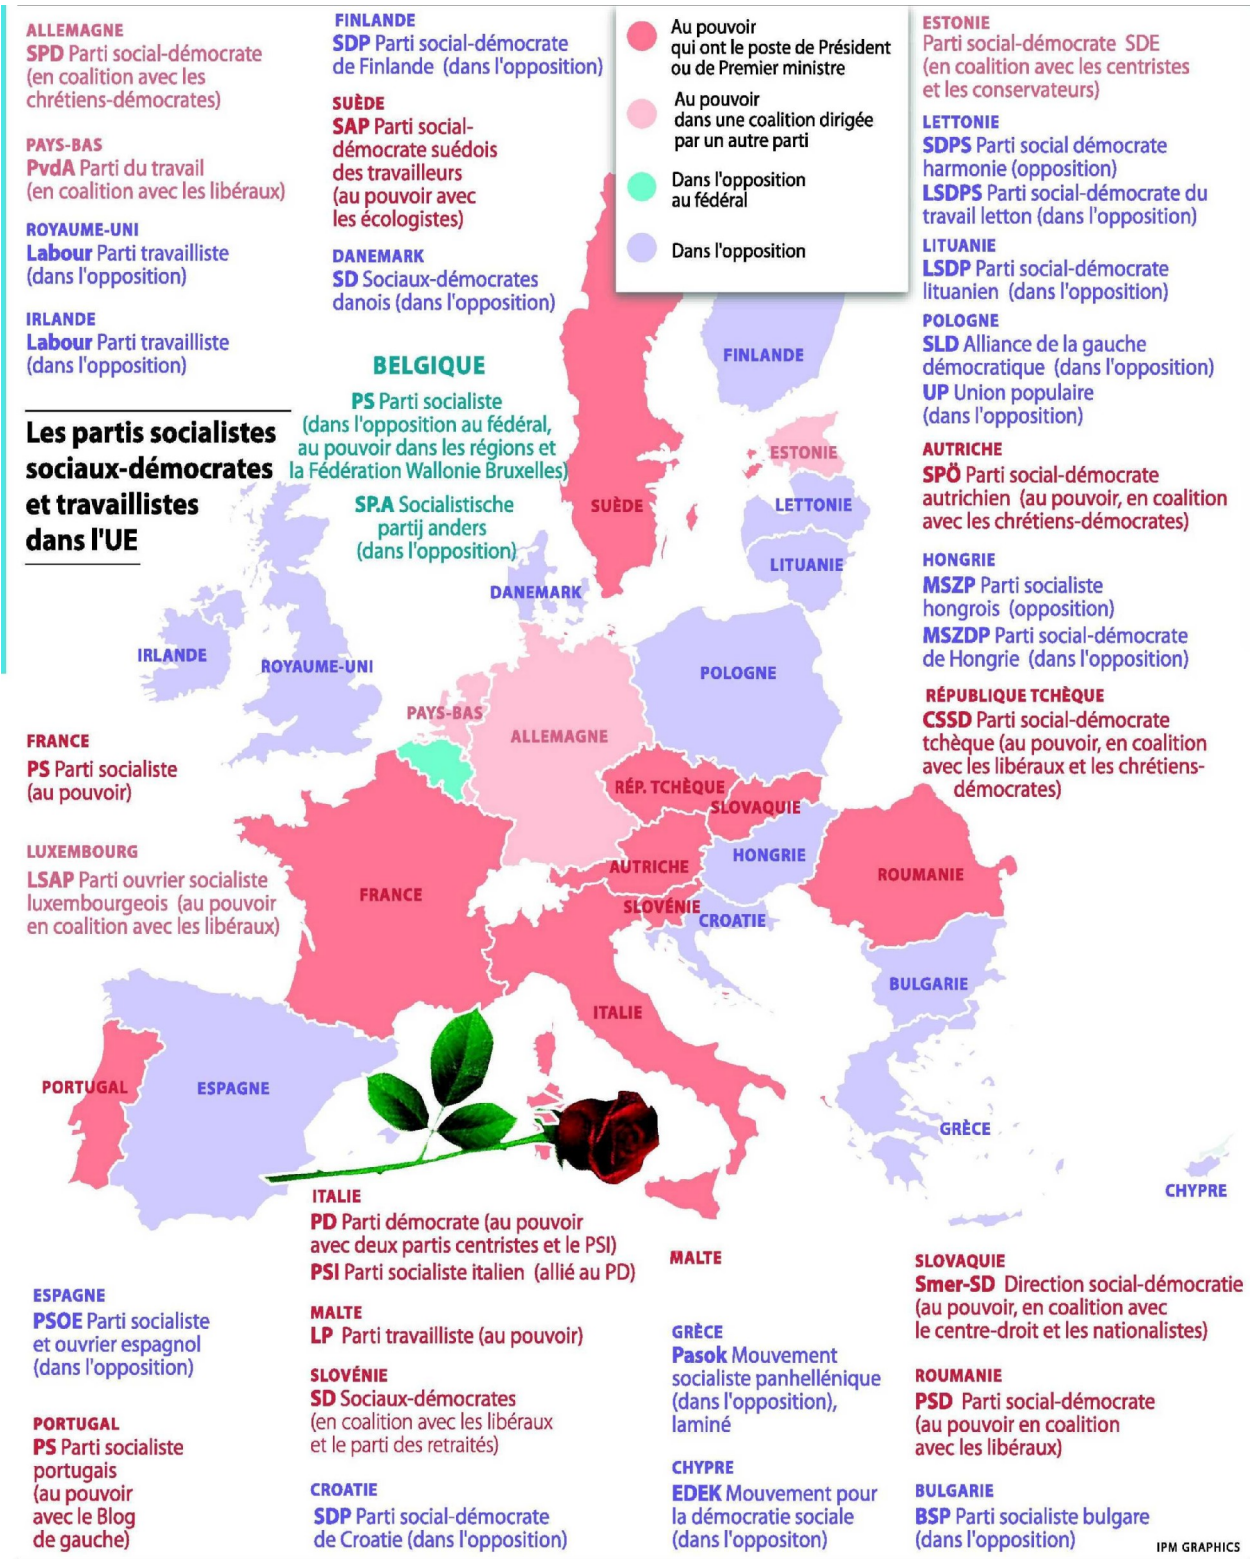 ALLEMAGNE
SPD Parti social-démocrate
(en coalition avec les
chrétiens-démocrates)
PAYS-BAS
PvdA Parti du travail
(en coalition avec les libéraux)
ROYAUME-UNI
Labour Parti travailliste
(dans l'opposition)
IRLANDE
Labour Parti travailliste
(dans l'opposition)
FINLANDE
SDP Parti social-démocrate
de Finlande (dans l'opposition)
SUÈDE
SAP Parti social-
démocrate suédois
des travailleurs
(au pouvoir avec
les écologistes)
DANEMARK
SD Sociaux-démocrates
danois (dans l'opposition)
BELGIQUE
PS Parti socialiste
(dans l'opposition au fédéral,
au pouvoir dans les régions et
la Fédération Wallonie Bruxelles)
SP.A Socialistische
partij anders
(dans l'opposition)
Au pouvoir
qui ont le poste de Président
ou de Premier ministre
Au pouvoir
dans une coalition dirigée
par un autre parti
Dans l'opposition
au fédéral
Dans l'opposition
ESTONIE
Parti social-démocrate SDE
(en coalition avec les centristes
et les conservateurs)
LETTONIE
SDPS Parti social démocrate
harmonie (opposition)
LSDPS Parti social-démocrate du
travail letton (dans l'opposition)
LITUANIE
LSDP Parti social-démocrate
lituanien (dans l'opposition)
POLOGNE
SLD Alliance de la gauche
démocratique (dans l'opposition)
UP Union populaire
(dans l'opposition)
AUTRICHE
SPÖ Parti social-démocrate
autrichien (au pouvoir, en coalition
avec les chrétiens-démocrates)
HONGRIE
MSZP Parti socialiste
hongrois (opposition)
MSZDP Parti social-démocrate
de Hongrie (dans l'opposition)
RÉPUBLIQUE TCHÈQUE
CSSD Parti social-démocrate
tchèque (au pouvoir, en coalition
avec les libéraux et les chrétiens-
démocrates)
Les partis socialistes
sociaux-démocrates
et travaillistes
dans l'UE
FINLANDE
ESTONIE
SUÈDE
LETTONIE
LITUANIE
DANEMARK
IRLANDE
ROYAUME-UNI
POLOGNE
PAYS-BAS
ALLEMAGNE
RÉP. TCHÈQUE
SLOVAQUIE
HONGRIE
AUTRICHE
ROUMANIE
FRANCE
SLOVÉNIE
CROATIE
BULGARIE
ITALIE
PORTUGAL
ESPAGNE
GRÈCE
CHYPRE
MALTE
FRANCE
PS Parti socialiste
(au pouvoir)
LUXEMBOURG
LSAP Parti ouvrier socialiste
luxembourgeois (au pouvoir
en coalition avec les libéraux)
ESPAGNE
PSOE Parti socialiste
et ouvrier espagnol
(dans l'opposition)
PORTUGAL
PS Parti socialiste
portugais
(au pouvoir
avec le Blog
de gauche)
ITALIE
PD Parti démocrate (au pouvoir
avec deux partis centristes et le PSI)
PSI Parti socialiste italien (allié au PD)
MALTE
LP Parti travailliste (au pouvoir)
SLOVÉNIE
SD Sociaux-démocrates
(en coalition avec les libéraux
et le parti des retraités)
CROATIE
SDP Parti social-démocrate
de Croatie (dans l'opposition)
GRÈCE
Pasok Mouvement
socialiste panhellénique
(dans l'opposition),
laminé
CHYPRE
EDEK Mouvement pour
la démocratie sociale
(dans l'oppositon)
SLOVAQUIE
Smer-SD Direction social-démocratie
(au pouvoir, en coalition avec
le centre-droit et les nationalistes)
ROUMANIE
PSD Parti social-démocrate
(au pouvoir en coalition
avec les libéraux)
BULGARIE
BSP Parti socialiste bulgare
(dans l'opposition)
IPM GRAPHICS